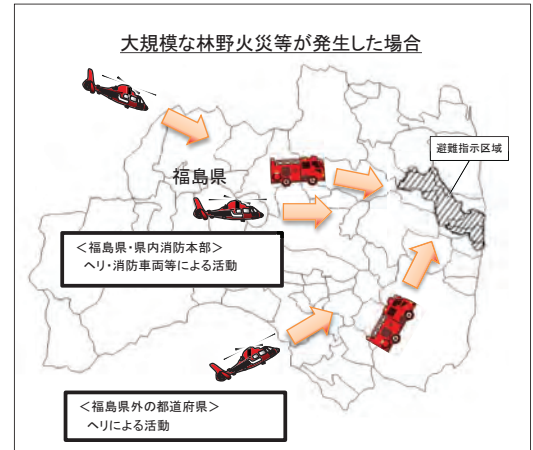 大規模な林野火災等が発生した場合
避難指示区域
福島県
＜福島県・県内消防本部＞
ヘリ・消防車両等による活動
＜福島県外の都道府県＞
ヘリによる活動